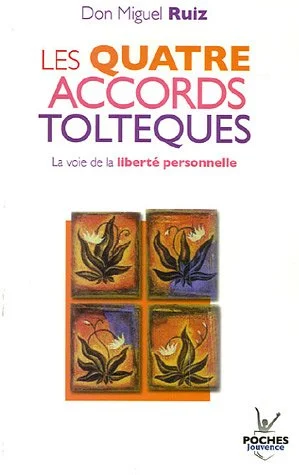 Don Miguel Ruiz
LES QUATRE
ACCORDS
TOLTEQUES
La voie de la liberté personnelle
POCHES
Jouvence